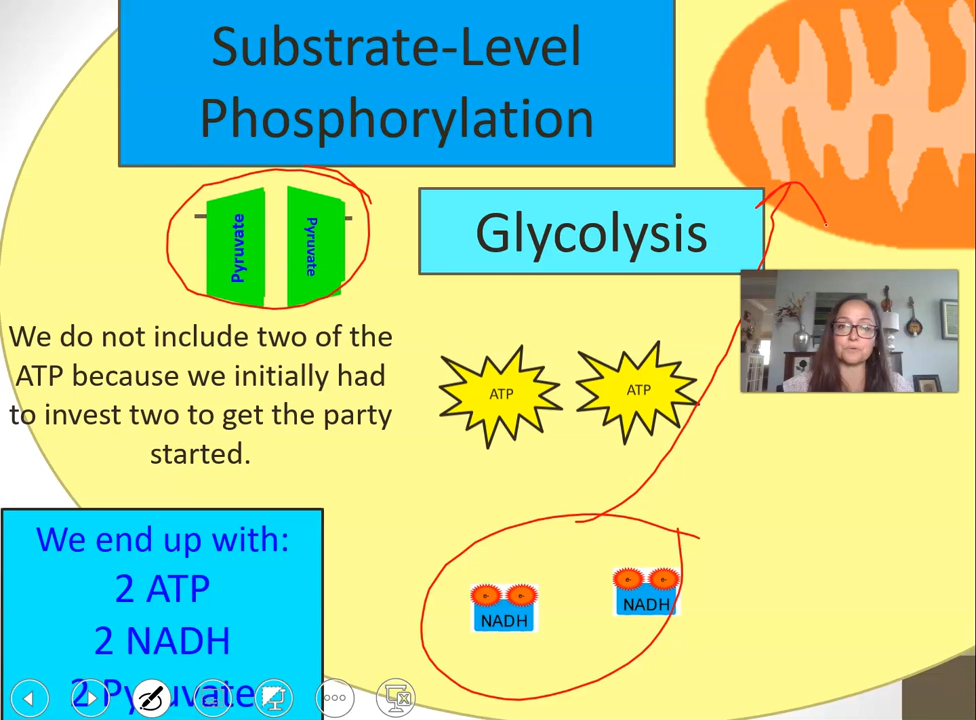 Substrate-Level
Phosphorylation
Pyruvate
Pyruvate
Glycolysis
We do not include two of the
ATP because we initially had
to invest two to get the party
started.
ATP
ATP
We end up with:
2 ATP
2 NADH
2 Pyruvate
NADH
NADH